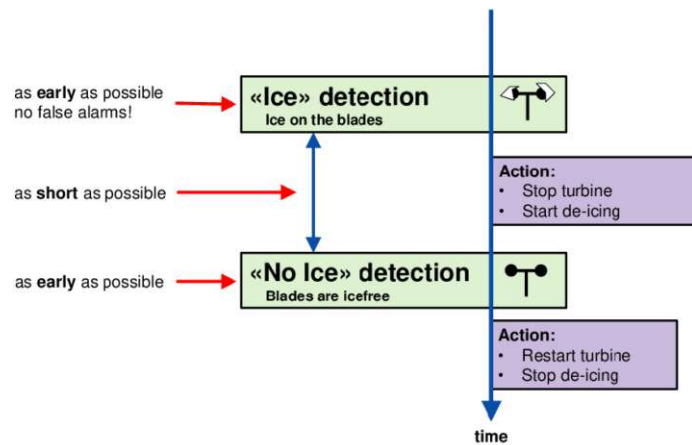 as early as possible
no false alarms!
«Ice» detection
Ice on the blades
as short as possible
Action:
• Stop turbine
• Start de-icing
as early as possible
«No Ice» detection
Blades are icefree
Action:
• Restart turbine
• Stop de-icing
time